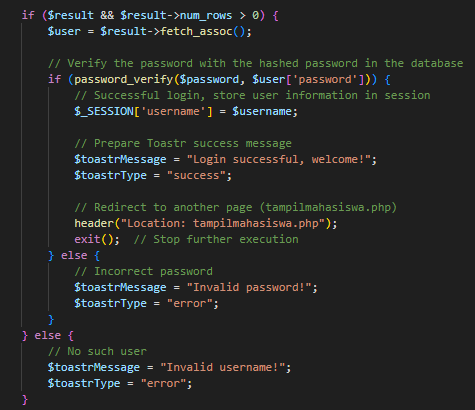 if ($result && $result->num_rows > 0) {
$user = $result->fetch_assoc();
// Verify the password with the hashed password in the database
if (password_verify($password, $user['password'])) {
// Successful login, store user information in session
$_SESSION['username'] = $username;
// Prepare Toastr success message
$toastrMessage = "Login successful, welcome!";
$toastrType = "success";
// Redirect to another page (tampilmahasiswa.php)
header("Location: tampilmahasiswa.php");
exit();  // Stop further execution
} else {
// Incorrect password
$toastrMessage = "Invalid password!";
$toastrType = "error";
}
} else {
// No such user
$toastrMessage = "Invalid username!";
$toastrType = "error";
}